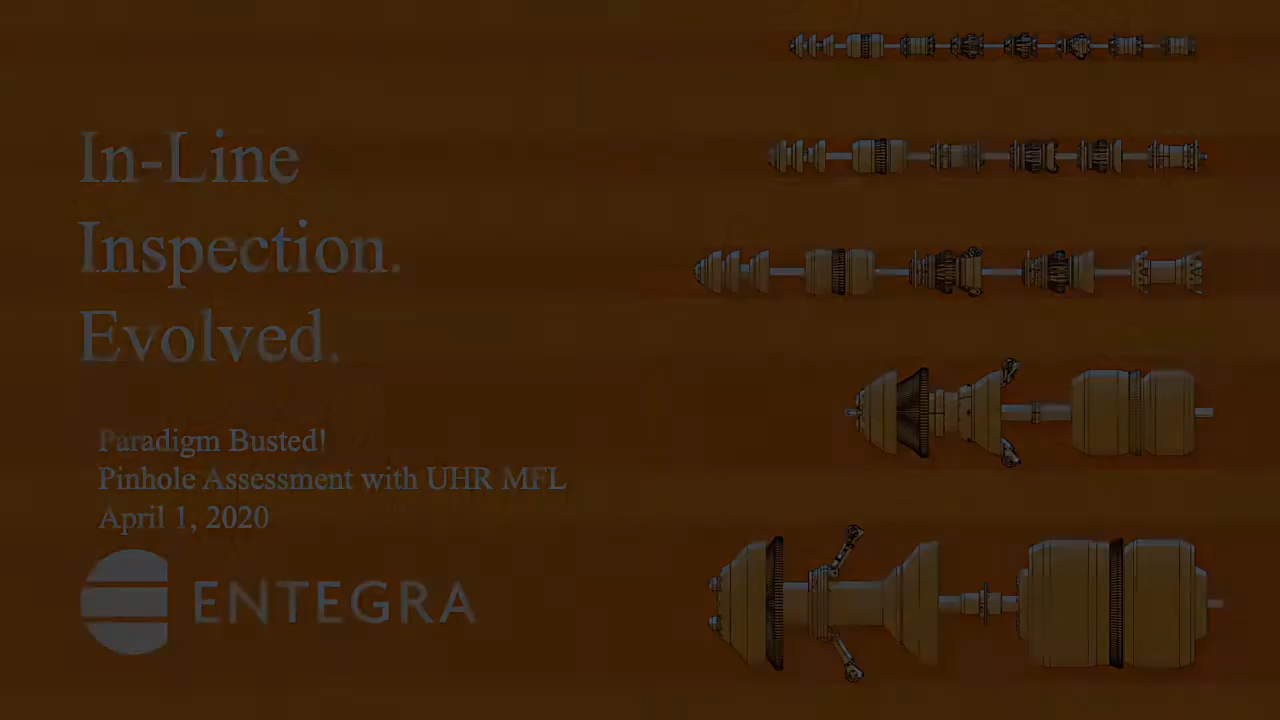 In-Line
Inspection.
Evolved.
Paradigm Busted!
Pinhole Assessment with UHR MFL
April 1, 2020
ENTEGRA